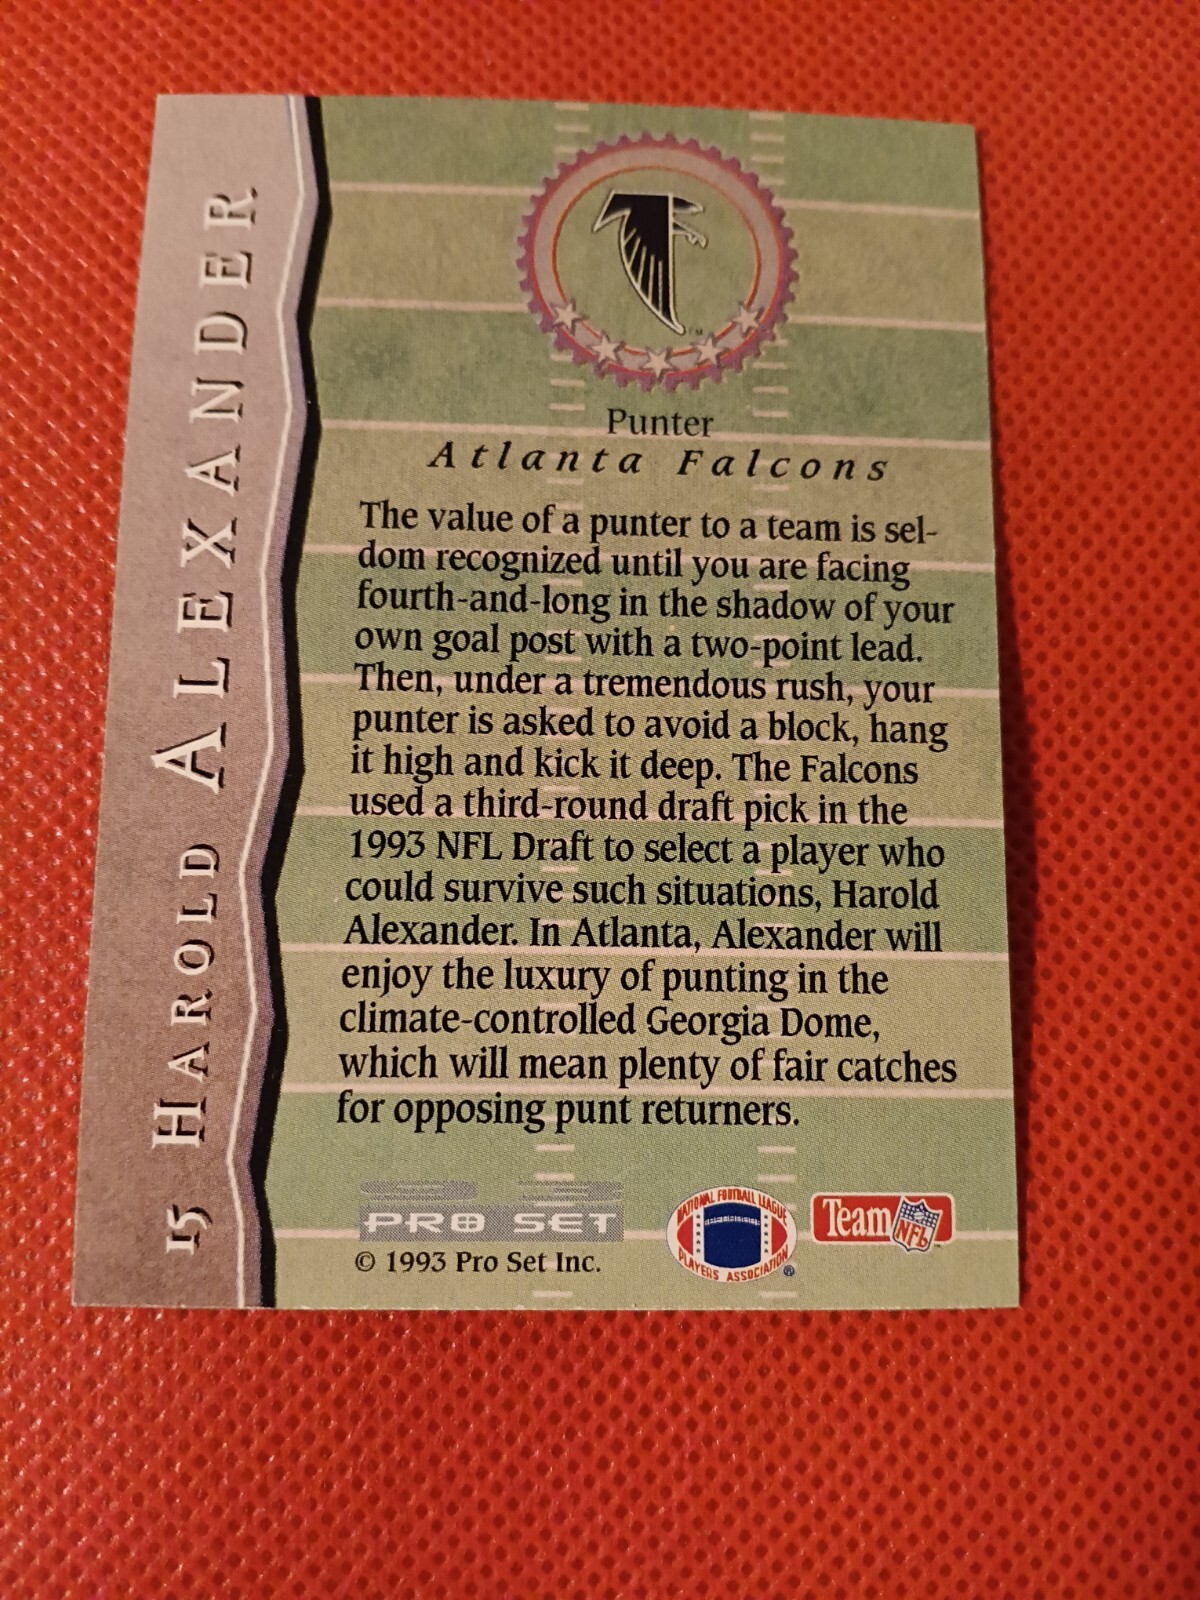 15 HAROLD ALEXANDER
TM
Punter
Atlanta Falcons
The value of a punter to a team is sel-
dom recognized until you are facing
fourth-and-long in the shadow of your
own goal post with a two-point lead.
Then, under a tremendous rush, your
punter is asked to avoid a block, hang
it high and kick it deep. The Falcons
used a third-round draft pick in the
1993 NFL Draft to select a player who
could survive such situations, Harold
Alexander. In Atlanta, Alexander will
enjoy the luxury of punting in the
climate-controlled Georgia Dome,
which will mean plenty of fair catches
for opposing punt returners.
PRO SET
© 1993 Pro Set Inc.
NATIONAL FOOTBALL LEAGUE
PLAYERS ASSOCIATION ®
Team NFL